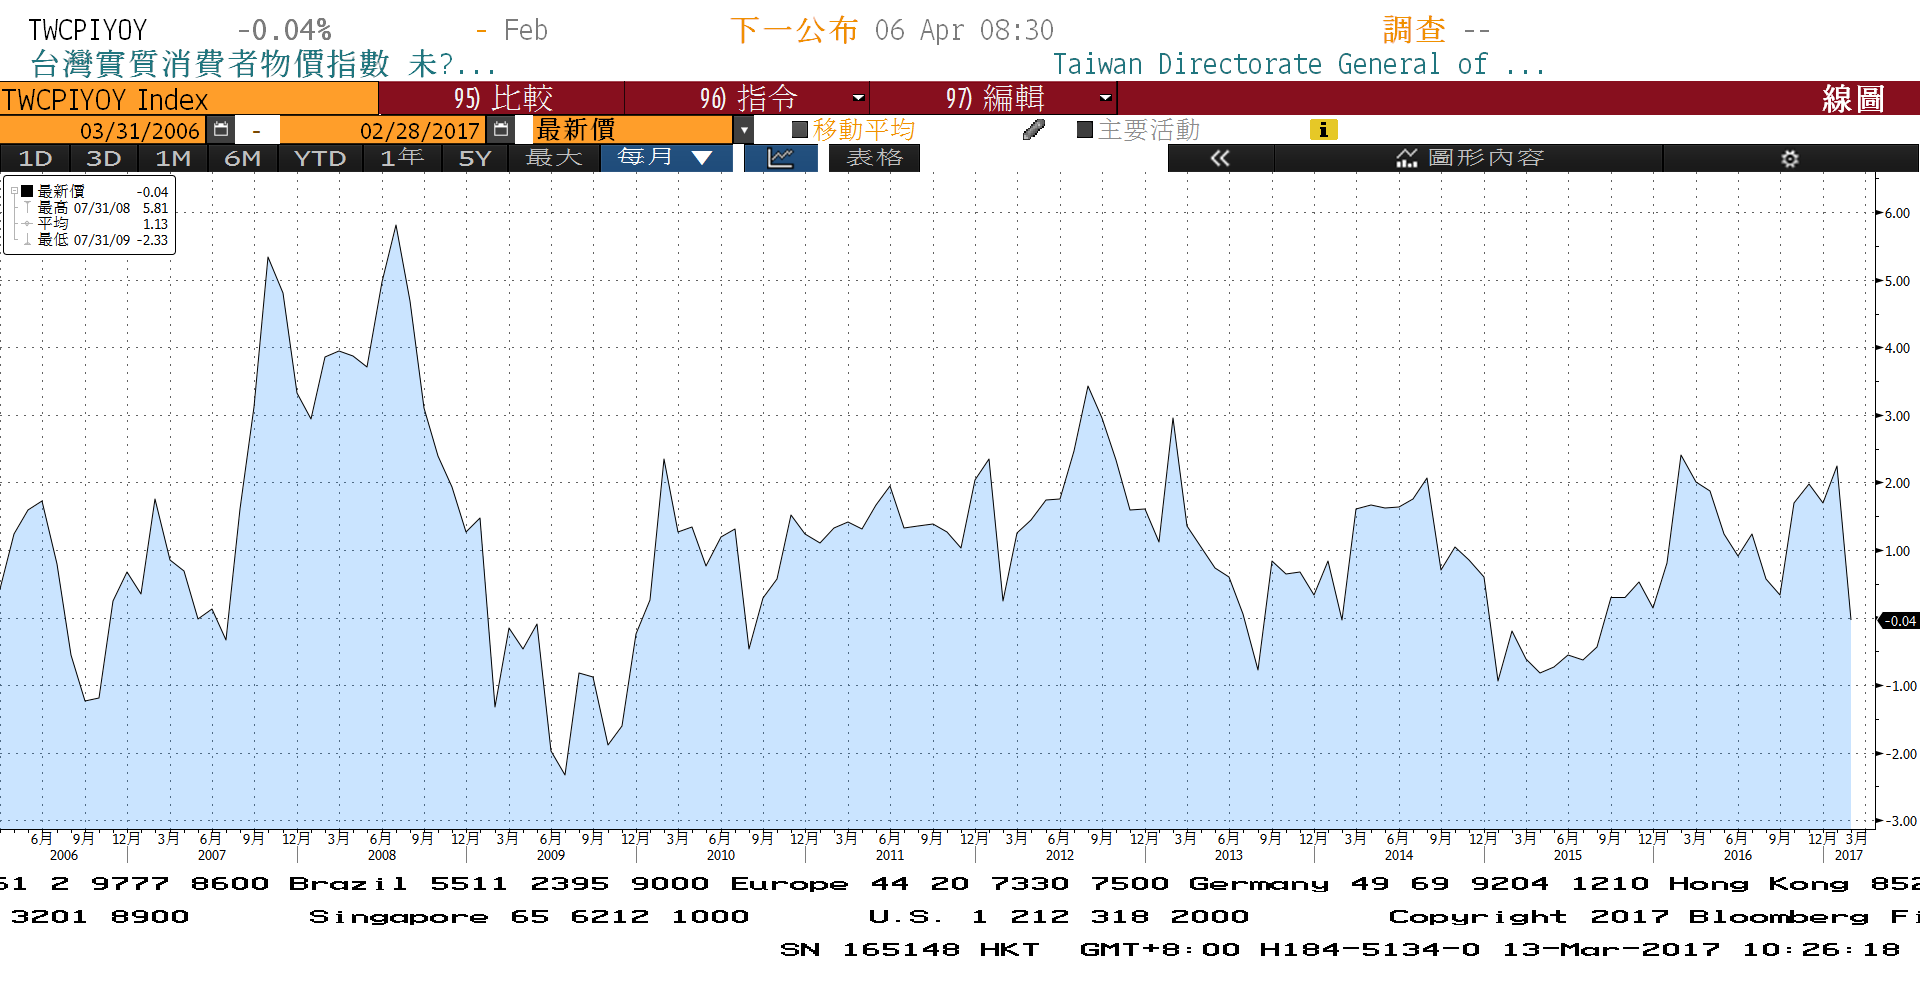 TWCPIYOY -0.04% - Feb 下一公布 06 Apr 08:30 調查 --
台灣實質消費者物價指數 未?... Taiwan Directorate General of ...
TWCPIYOY Index 95) 比較 96) 指令 97) 編輯 線圖
03/31/2006 - 02/28/2017 最新價 移動平均 主要活動 i
1D 3D 1M 6M YTD 1年 5Y 最大 每月 ▼ 表格 « 圖形內容
最新價 -0.04
最高 07/31/08 5.81
平均 1.13
最低 07/31/09 -2.33
6.00
5.00
4.00
3.00
2.00
1.00
-0.04
-1.00
-2.00
-3.00
6月 9月 12月 3月 6月 9月 12月 3月 6月 9月 12月 3月 6月 9月 12月 3月 6月 9月 12月 3月 6月 9月 12月 3月 6月 9月 12月 3月 6月 9月 12月 3月 6月 9月 12月 3月 6月 9月 12月 3月 6月 9月 12月 3月
2006 2007 2008 2009 2010 2011 2012 2013 2014 2015 2016 2017
61 2 9777 8600 Brazil 5511 2395 9000 Europe 44 20 7330 7500 Germany 49 69 9204 1210 Hong Kong 852
3201 8900 Singapore 65 6212 1000 U.S. 1 212 318 2000 Copyright 2017 Bloomberg Fi
SN 165148 HKT GMT+8:00 H184-5134-0 13-Mar-2017 10:26:18